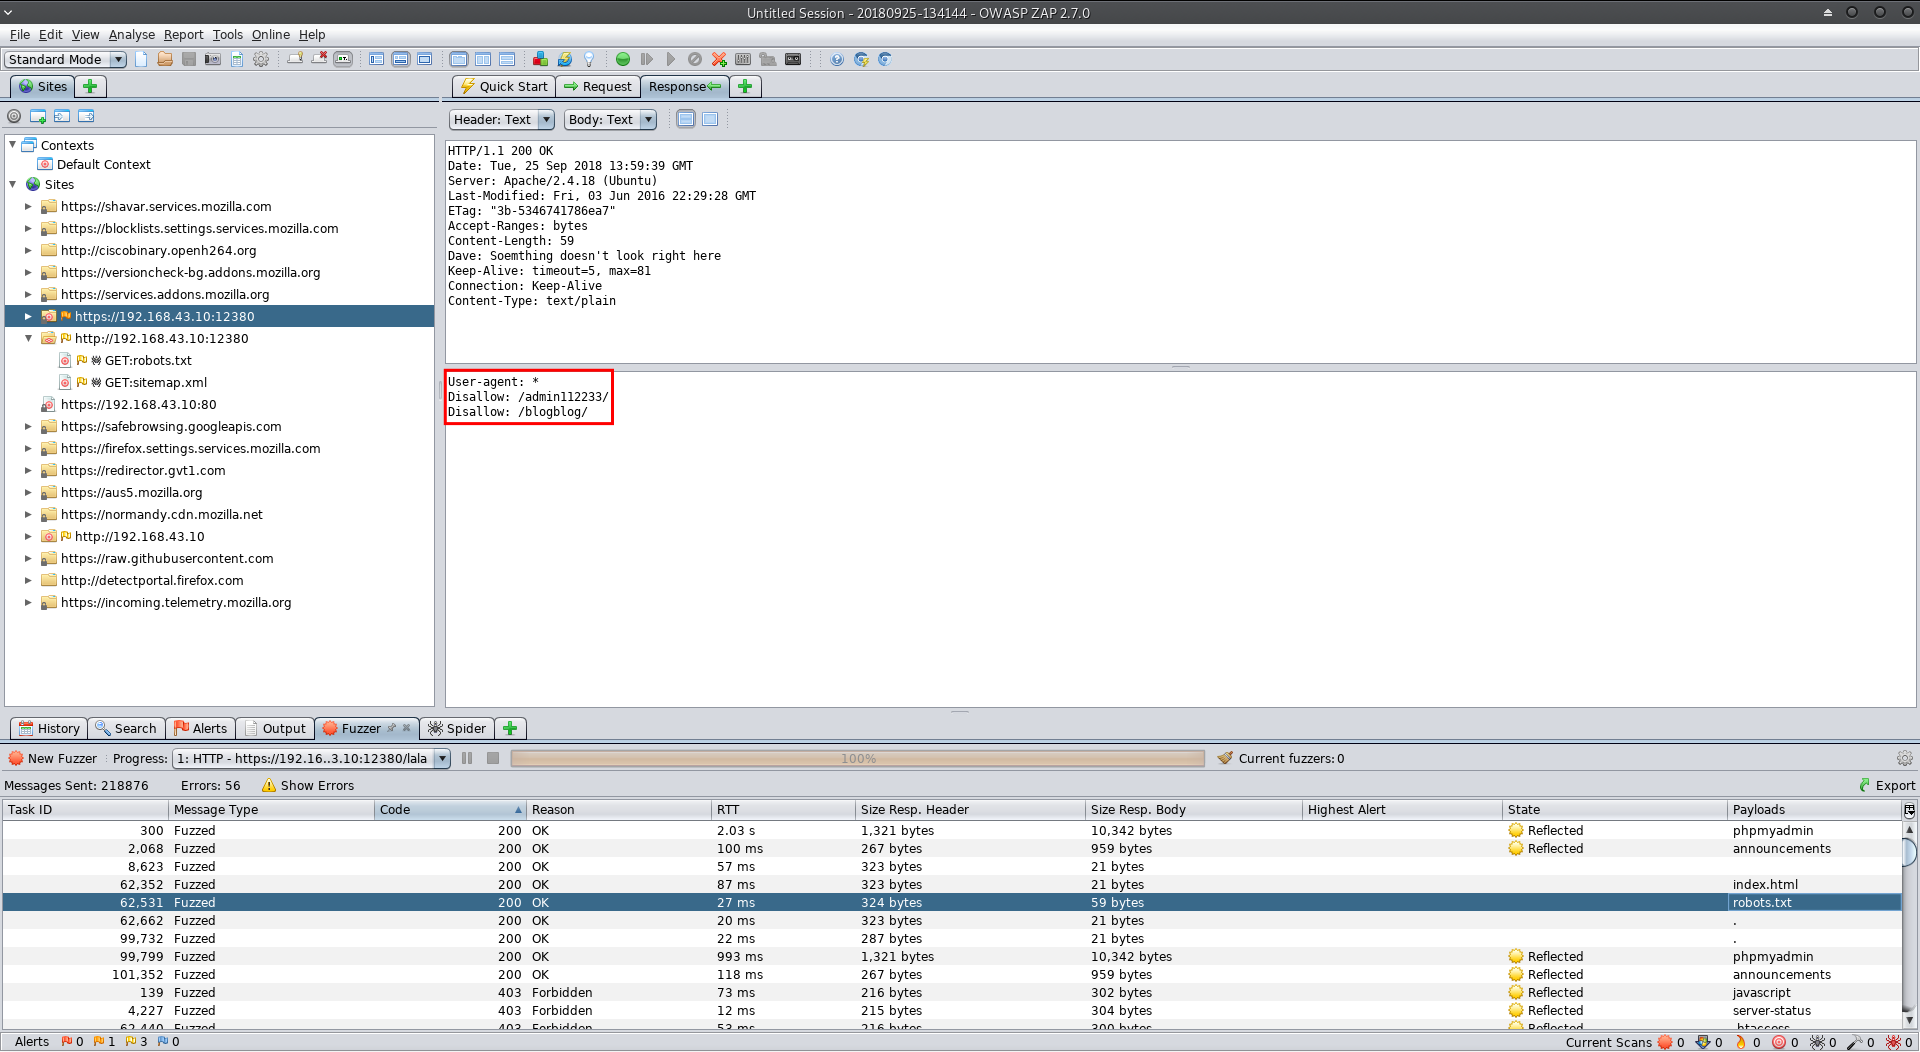 Untitled Session - 20180925-134144 - OWASP ZAP 2.7.0
File Edit View Analyse Report Tools Online Help
Standard Mode
Sites
Quick Start Request Response
Header: Text Body: Text
Contexts
Default Context
Sites
https://shavar.services.mozilla.com
https://blocklists.settings.services.mozilla.com
http://ciscobinary.openh264.org
https://versioncheck-bg.addons.mozilla.org
https://services.addons.mozilla.org
https://192.168.43.10:12380
http://192.168.43.10:12380
GET:robots.txt
GET:sitemap.xml
https://192.168.43.10:80
https://safebrowsing.googleapis.com
https://firefox.settings.services.mozilla.com
https://redirector.gvt1.com
https://aus5.mozilla.org
https://normandy.cdn.mozilla.net
http://192.168.43.10
https://raw.githubusercontent.com
http://detectportal.firefox.com
https://incoming.telemetry.mozilla.org
HTTP/1.1 200 OK
Date: Tue, 25 Sep 2018 13:59:39 GMT
Server: Apache/2.4.18 (Ubuntu)
Last-Modified: Fri, 03 Jun 2016 22:29:28 GMT
ETag: "3b-5346741786ea7"
Accept-Ranges: bytes
Content-Length: 59
Dave: Soemthing doesn't look right here
Keep-Alive: timeout=5, max=81
Connection: Keep-Alive
Content-Type: text/plain
User-agent: *
Disallow: /admin112233/
Disallow: /blogblog/
History Search Alerts Output Fuzzer Spider
New Fuzzer Progress: 1: HTTP - https://192.16..3.10:12380/lala 100% Current fuzzers: 0
Messages Sent: 218876 Errors: 56 Show Errors Export
Task ID Message Type Code Reason RTT Size Resp. Header Size Resp. Body Highest Alert State Payloads
300 Fuzzed 200 OK 2.03 s 1,321 bytes 10,342 bytes Reflected phpmyadmin
2,068 Fuzzed 200 OK 100 ms 267 bytes 959 bytes Reflected announcements
8,623 Fuzzed 200 OK 57 ms 323 bytes 21 bytes
62,352 Fuzzed 200 OK 87 ms 323 bytes 21 bytes index.html
62,531 Fuzzed 200 OK 27 ms 324 bytes 59 bytes robots.txt
62,662 Fuzzed 200 OK 20 ms 323 bytes 21 bytes .
99,732 Fuzzed 200 OK 22 ms 287 bytes 21 bytes .
99,799 Fuzzed 200 OK 993 ms 1,321 bytes 10,342 bytes Reflected phpmyadmin
101,352 Fuzzed 200 OK 118 ms 267 bytes 959 bytes Reflected announcements
139 Fuzzed 403 Forbidden 73 ms 216 bytes 302 bytes Reflected javascript
4,227 Fuzzed 403 Forbidden 12 ms 215 bytes 304 bytes Reflected server-status
62,440 Fuzzed 403 Forbidden 53 ms 216 bytes 300 bytes Reflected .htaccess
Alerts 0 1 3 0 Current Scans 0 0 0 0 0 0 0